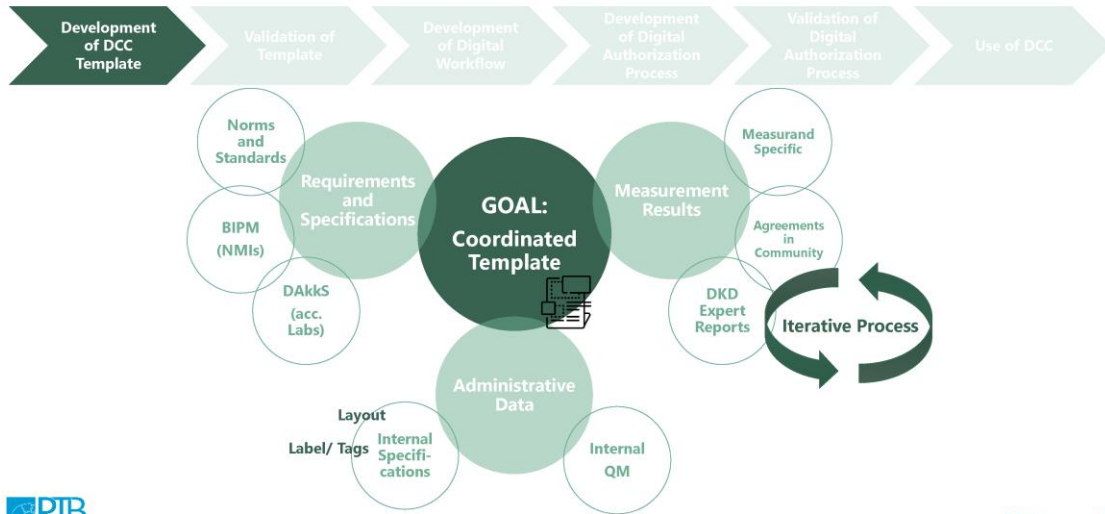 Development
of DCC
Template
Validation of
Template
Development
of Digital
Workflow
Development
of Digital
Authorization
Process
Validation of
Digital
Authorization
Process
Use of DCC
Norms
and
Standards
Requirements
and
Specifications
BIPM
(NMIs)
DAkkS
(acc.
Labs)
GOAL:
Coordinated
Template
Measurement
Results
Measurand
Specific
Agreements
in
Community
DKD
Expert
Reports
Iterative Process
Administrative
Data
Layout
Label/ Tags
Internal
Specifi-
cations
Internal
QM
PTB